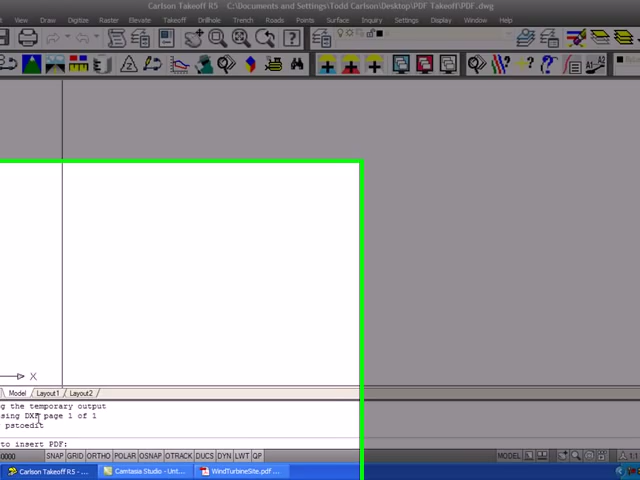 Carlson Takeoff R5 C:\Documents and Settings\Todd Carlson\Desktop\PDF Takeoff\PDF.dwg
View Draw Digitize Raster Elevate Takeoff Drillhole Trench Roads Points Surface Inquiry Settings Display Window Help
X
Model Layout1 Layout2
g the temporary output
sing DXF page 1 of 1
pstoedit
to insert PDF:
0000 SNAP GRID ORTHO POLAR OSNAP OTRACK DUCS DYN LWT QP MODEL 1:1
Carlson Takeoff R5 - ... Camtasia Studio - Unt... WindTurbineSite.pdf ...